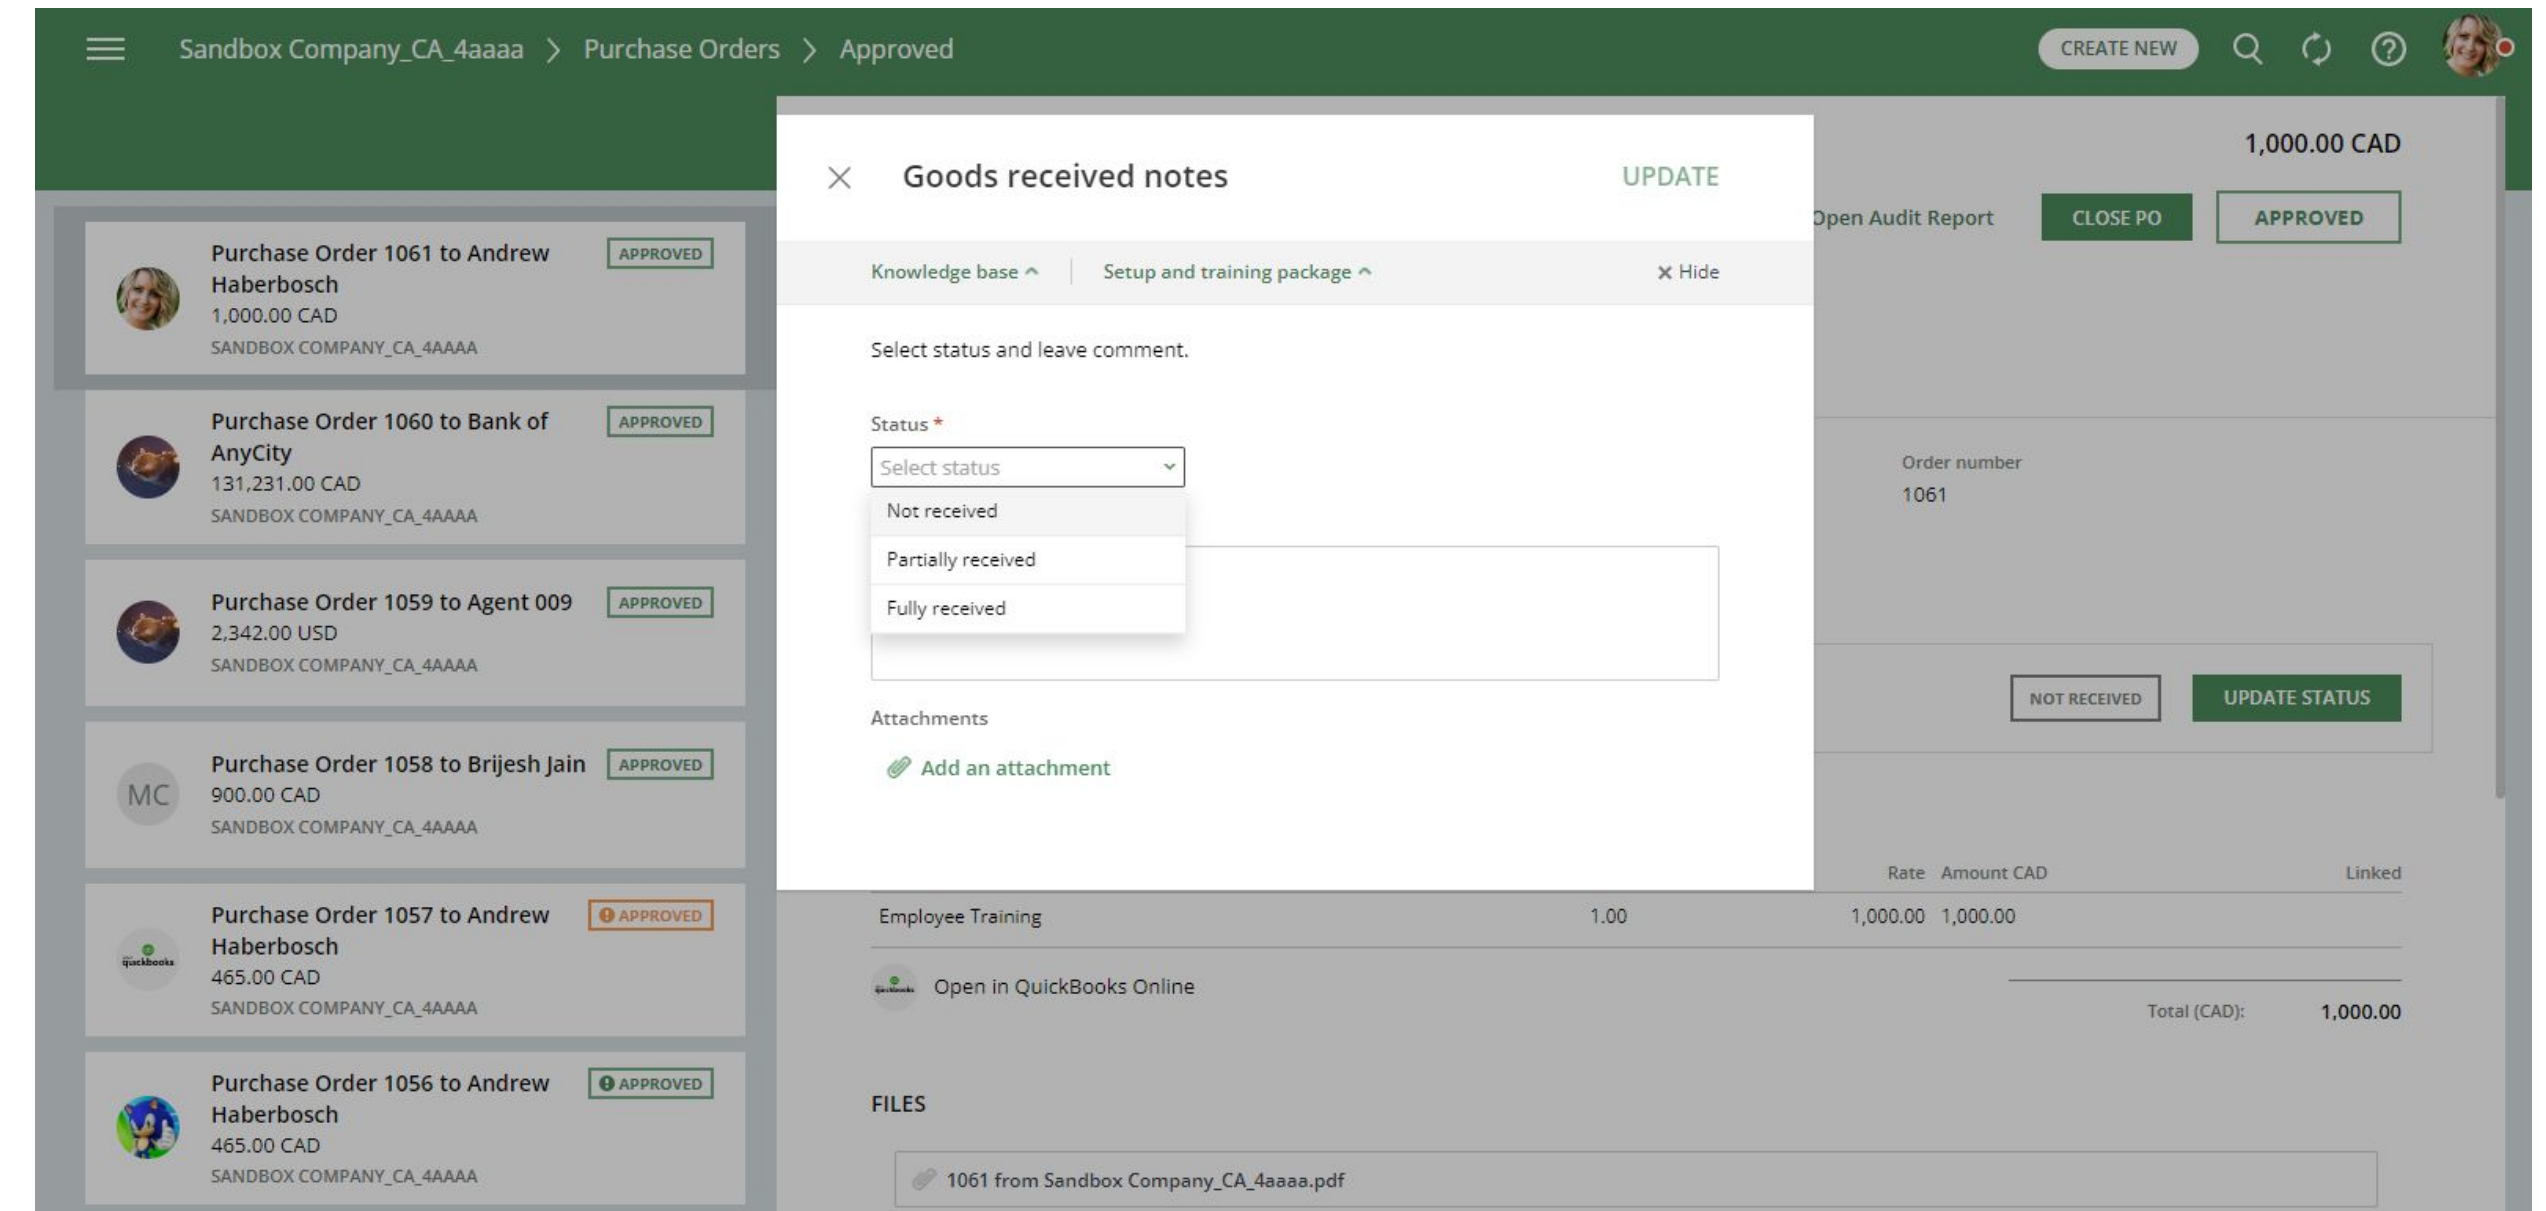 Sandbox Company_CA_4aaaa > Purchase Orders > Approved
CREATE NEW
Purchase Order 1061 to Andrew
Haberbosch
APPROVED
1,000.00 CAD
SANDBOX COMPANY_CA_4AAAA
Purchase Order 1060 to Bank of
AnyCity
APPROVED
131,231.00 CAD
SANDBOX COMPANY_CA_4AAAA
Purchase Order 1059 to Agent 009
APPROVED
2,342.00 USD
SANDBOX COMPANY_CA_4AAAA
MC
Purchase Order 1058 to Brijesh Jain
APPROVED
900.00 CAD
SANDBOX COMPANY_CA_4AAAA
quickbooks
Purchase Order 1057 to Andrew
Haberbosch
APPROVED
465.00 CAD
SANDBOX COMPANY_CA_4AAAA
Purchase Order 1056 to Andrew
Haberbosch
APPROVED
465.00 CAD
SANDBOX COMPANY_CA_4AAAA
Goods received notes
UPDATE
Knowledge base
Setup and training package
Hide
Select status and leave comment.
Status *
Select status
Not received
Partially received
Fully received
Attachments
Add an attachment
1,000.00 CAD
Open Audit Report
CLOSE PO
APPROVED
Order number
1061
NOT RECEIVED
UPDATE STATUS
Rate Amount CAD Linked
Employee Training 1.00 1,000.00 1,000.00
quickbooks
Open in QuickBooks Online
Total (CAD): 1,000.00
FILES
1061 from Sandbox Company_CA_4aaaa.pdf